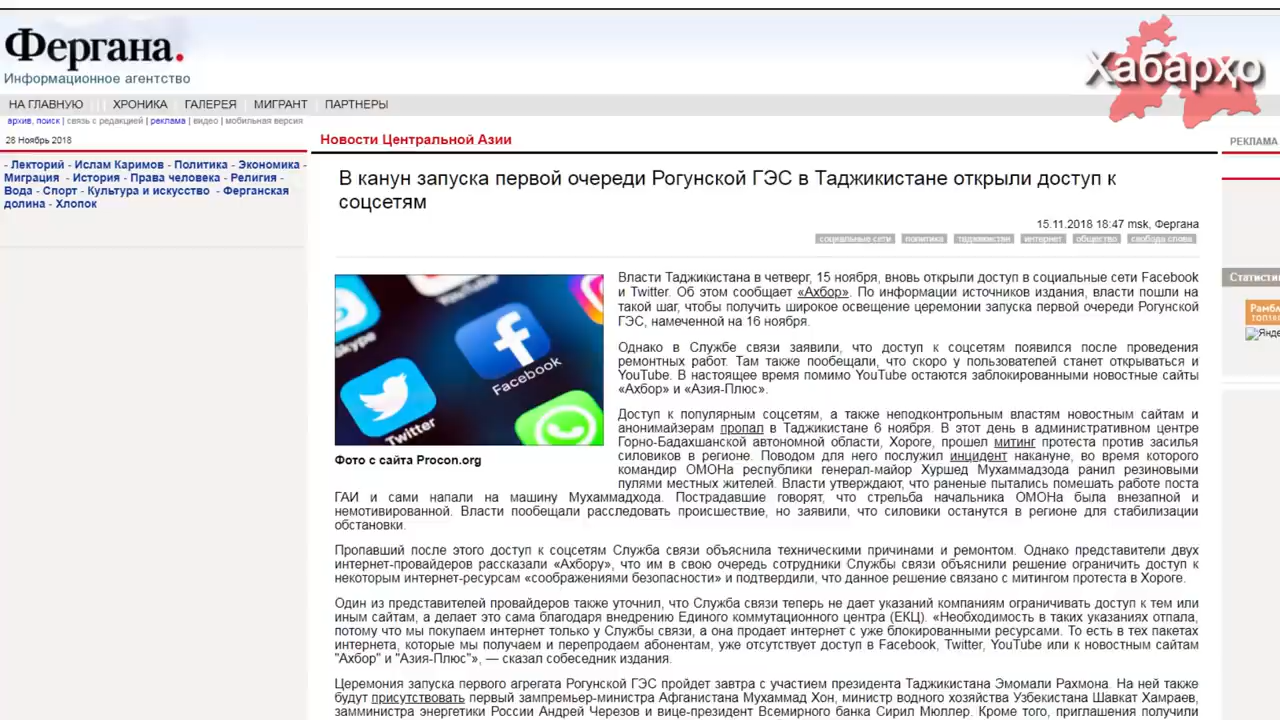 Фергана.
Информационное агентство
Хабарҳо
НА ГЛАВНУЮ | | ХРОНИКА | ГАЛЕРЕЯ | МИГРАНТ | ПАРТНЕРЫ
архив, поиск | связь с редакцией | реклама | видео | мобильная версия
28 Ноябрь 2018
- Лекторий - Ислам Каримов - Политика - Экономика -
Миграция - История - Права человека - Религия -
Вода - Спорт - Культура и искусство - Ферганская
долина - Хлопок
Новости Центральной Азии
РЕКЛАМА
В канун запуска первой очереди Рогунской ГЭС в Таджикистане открыли доступ к
соцсетям
15.11.2018 18:47 msk, Фергана
социальные сети политика таджикистан интернет общество свобода слова
YouTube
Skype
Facebook
Twitter
Фото с сайта Procon.org
Власти Таджикистана в четверг, 15 ноября, вновь открыли доступ в социальные сети Facebook
и Twitter. Об этом сообщает «Ахбор». По информации источников издания, власти пошли на
такой шаг, чтобы получить широкое освещение церемонии запуска первой очереди Рогунской
ГЭС, намеченной на 16 ноября.
Однако в Службе связи заявили, что доступ к соцсетям появился после проведения
ремонтных работ. Там также пообещали, что скоро у пользователей станет открываться и
YouTube. В настоящее время помимо YouTube остаются заблокированными новостные сайты
«Ахбор» и «Азия-Плюс».
Доступ к популярным соцсетям, а также неподконтрольным властям новостным сайтам и
анонимайзерам пропал в Таджикистане 6 ноября. В этот день в административном центре
Горно-Бадахшанской автономной области, Хороге, прошел митинг протеста против засилья
силовиков в регионе. Поводом для него послужил инцидент накануне, во время которого
командир ОМОНа республики генерал-майор Хуршед Мухаммадзода ранил резиновыми
пулями местных жителей. Власти утверждают, что раненые пытались помешать работе поста
ГАИ и сами напали на машину Мухаммадхода. Пострадавшие говорят, что стрельба начальника ОМОНа была внезапной и
немотивированной. Власти пообещали расследовать происшествие, но заявили, что силовики останутся в регионе для стабилизации
обстановки.
Пропавший после этого доступ к соцсетям Служба связи объяснила техническими причинами и ремонтом. Однако представители двух
интернет-провайдеров рассказали «Ахбору», что им в свою очередь сотрудники Службы связи объяснили решение ограничить доступ к
некоторым интернет-ресурсам «соображениями безопасности» и подтвердили, что данное решение связано с митингом протеста в Хороге.
Один из представителей провайдеров также уточнил, что Служба связи теперь не дает указаний компаниям ограничивать доступ к тем или
иным сайтам, а делает это сама благодаря внедрению Единого коммутационного центра (ЕКЦ). «Необходимость в таких указаниях отпала,
потому что мы покупаем интернет только у Службы связи, а она продает интернет с уже блокированными ресурсами. То есть в тех пакетах
интернета, которые мы получаем и перепродаем абонентам, уже отсутствует доступ в Facebook, Twitter, YouTube или к новостным сайтам
"Ахбор" и "Азия-Плюс"», — сказал собеседник издания.
Церемония запуска первого агрегата Рогунской ГЭС пройдет завтра с участием президента Таджикистана Эмомали Рахмона. На ней также
будут присутствовать первый зампремьер-министра Афганистана Мухаммад Хон, министр водного хозяйства Узбекистана Шавкат Хамраев,
замминистра энергетики России Андрей Черезов и вице-президент Всемирного банка Сирил Мюллер. Кроме того, приглашения получили
Статисти
Рамбл
ТОП100
Янде